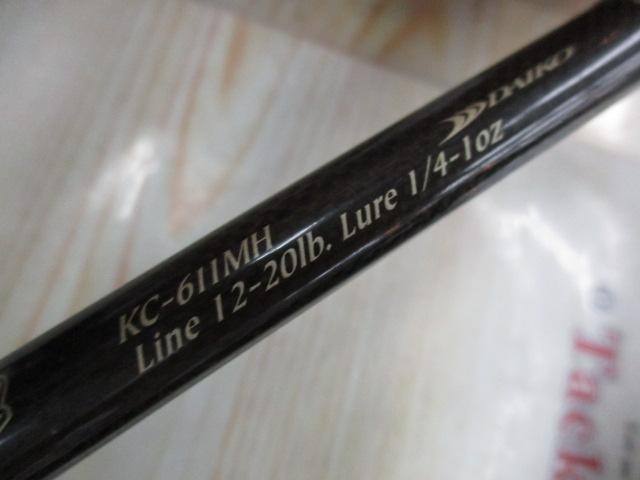 DAIKO
KC-611MH
Line 12-20lb. Lure 1/4-1oz
Tack